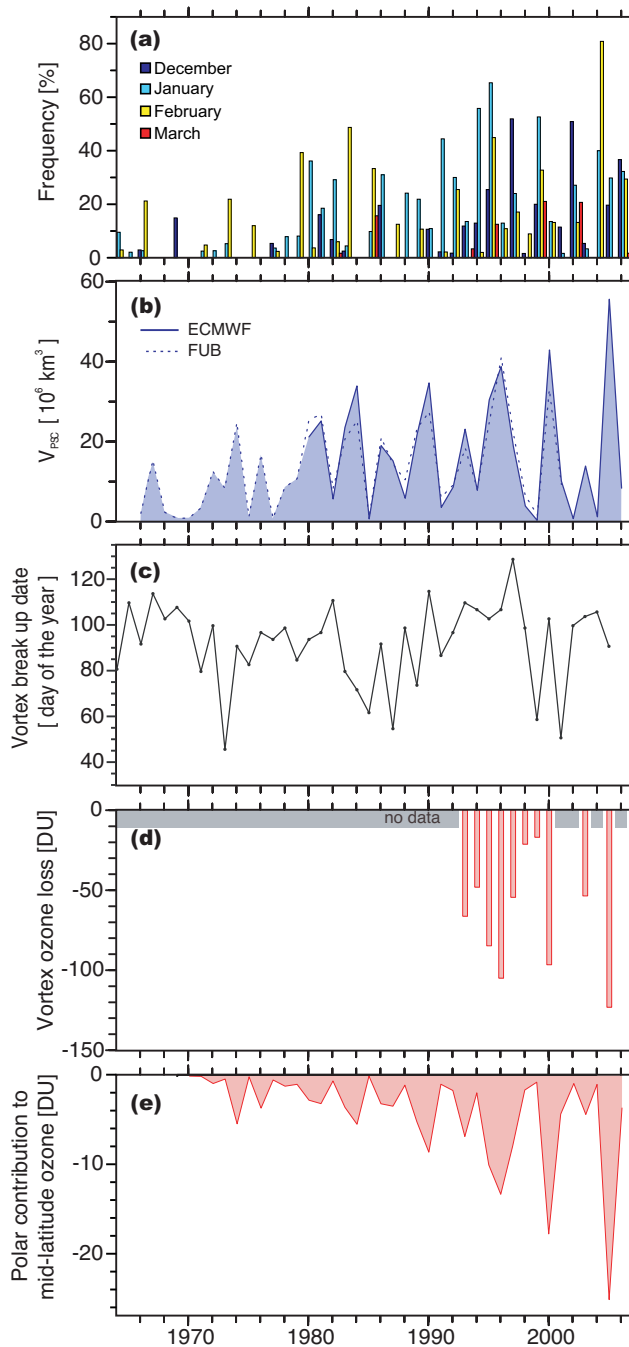 (a)
December
January
February
March
Frequency [%]
80
60
40
20
0
(b)
ECMWF
FUB
V_PSC [ 10^6 km^3 ]
60
40
20
0
(c)
Vortex break up date
[ day of the year ]
120
100
80
60
40
no data
(d)
Vortex ozone loss [DU]
0
-50
-100
-150
(e)
Polar contribution to
mid-latitude ozone [DU]
0
-10
-20
1970 1980 1990 2000